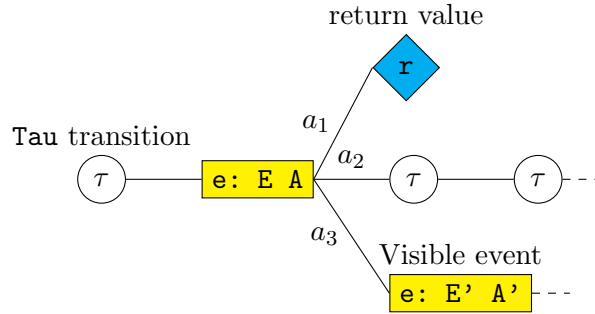 return value
r
a1
Tau transition
a2
τ
e: E A
τ
τ
a3
Visible event
e: E' A'